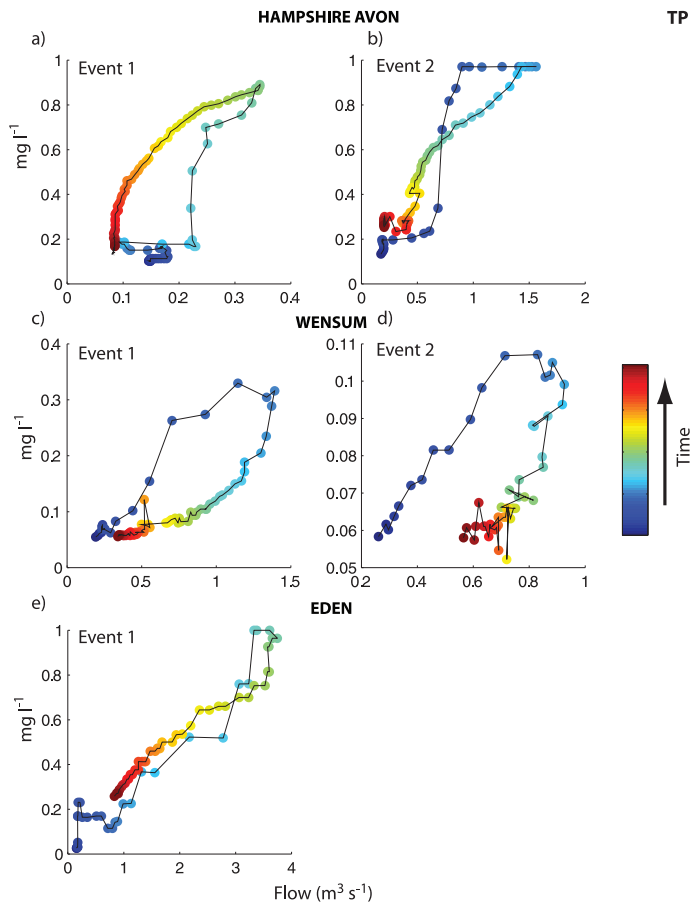 HAMPSHIRE AVON TP
a) b)
Event 1 Event 2
mg l⁻¹
1
0.8
0.6
0.4
0.2
0
0 0.1 0.2 0.3 0.4
1
0.8
0.6
0.4
0.2
0
0 0.5 1 1.5 2
WENSUM
c) d)
Event 1 Event 2
mg l⁻¹
0.4
0.3
0.2
0.1
0
0 0.5 1 1.5
0.11
0.1
0.09
0.08
0.07
0.06
0.05
0.2 0.4 0.6 0.8 1
Time
EDEN
e)
Event 1
mg l⁻¹
1
0.8
0.6
0.4
0.2
0
0 1 2 3 4
Flow (m³ s⁻¹)